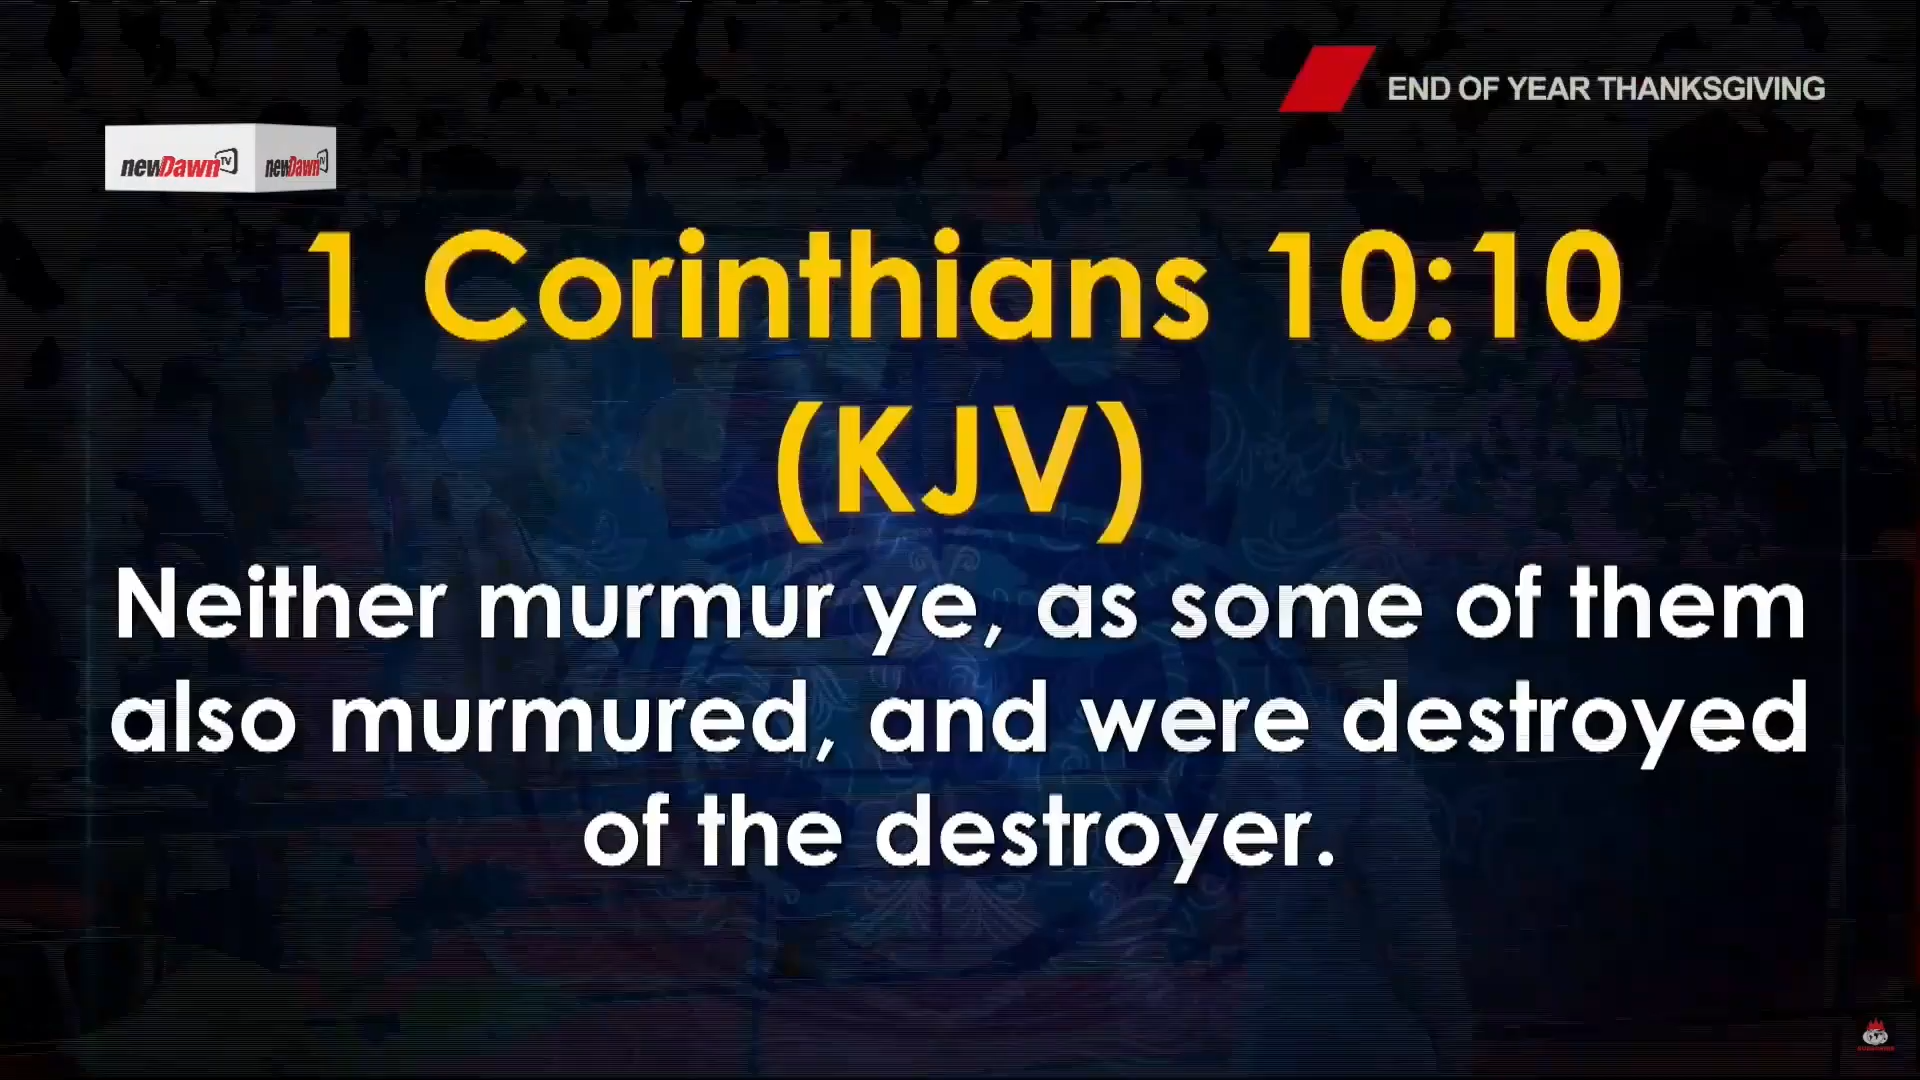 END OF YEAR THANKSGIVING
newDawn TV newDawn TV
1 Corinthians 10:10
(KJV)
Neither murmur ye, as some of them
also murmured, and were destroyed
of the destroyer.